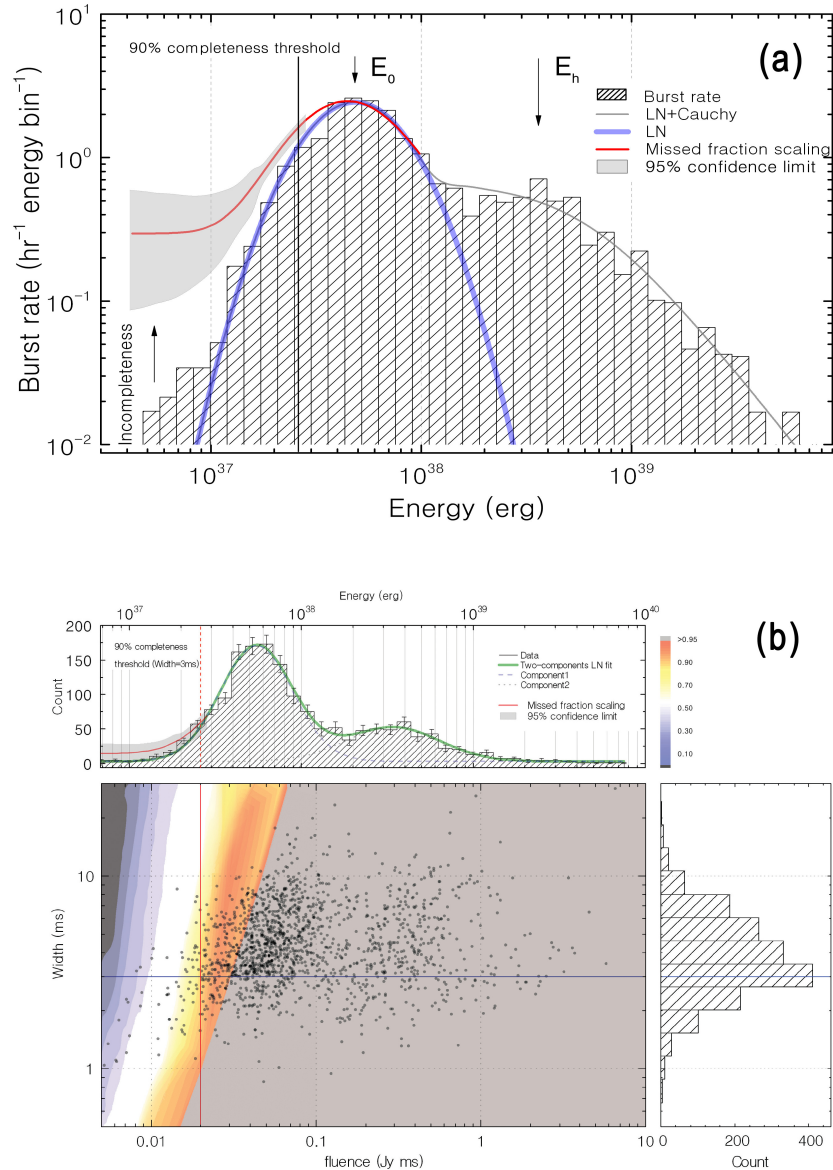 (a)
90% completeness threshold
E₀
Eₕ
Burst rate
LN+Cauchy
LN
Missed fraction scaling
95% confidence limit
Incompleteness
Burst rate (hr⁻¹ energy bin⁻¹)
10¹
10⁰
10⁻¹
10⁻²
10³⁷ 10³⁸ 10³⁹
Energy (erg)
(b)
Energy (erg)
10³⁷ 10³⁸ 10³⁹ 10⁴⁰
200
150
100
50
0
Count
90% completeness
threshold (Width=3ms)
Data
Two-components LN fit
Component1
Component2
Missed fraction scaling
95% confidence limit
>0.95
0.90
0.70
0.50
0.30
0.10
Width (ms)
10
1
0.01 0.1 1 10
fluence (Jy ms)
0 200 400
Count